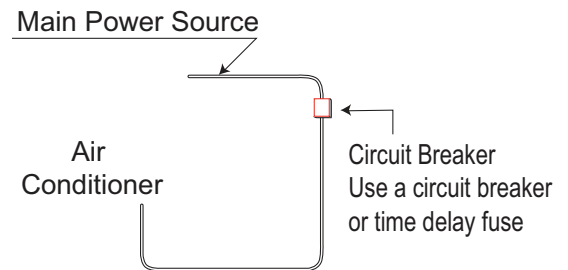 Main Power Source
Air
Conditioner
Circuit Breaker
Use a circuit breaker
or time delay fuse